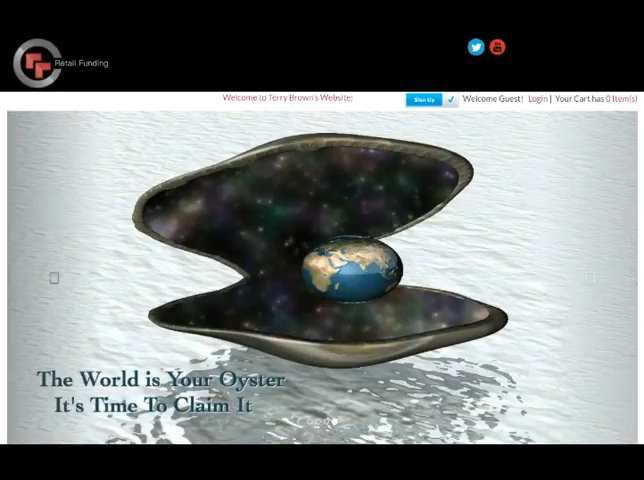 Retail Funding
Welcome to Terry Brown's Website!
Sign Up
Welcome Guest! Login | Your Cart has 0 Item(s)
The World is Your Oyster
It's Time To Claim It